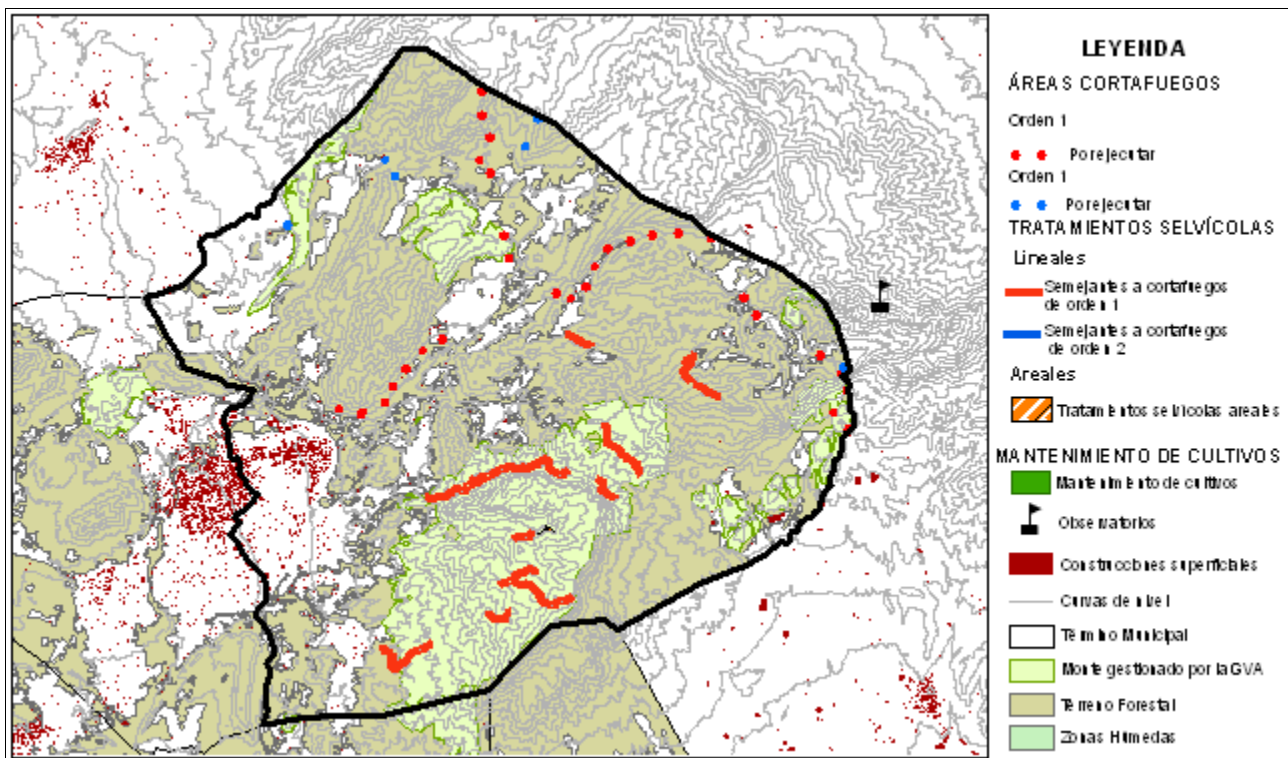 LEYENDA
ÁREAS CORTAFUEGOS
Orden 1
Por ejecutar
Orden 1
Por ejecutar
TRATAMIENTOS SELVÍCOLAS
Lineales
Semejantes a cortafuegos
de orden 1
Semejantes a cortafuegos
de orden 2
Areales
Tratamientos selvícolas areales
MANTENIMIENTO DE CULTIVOS
Mantenimiento de cultivos
Observatorios
Construcciones superficiales
Curvas de nivel
Término Municipal
Monte gestionado por la GVA
Terreno Forestal
Zonas Húmedas